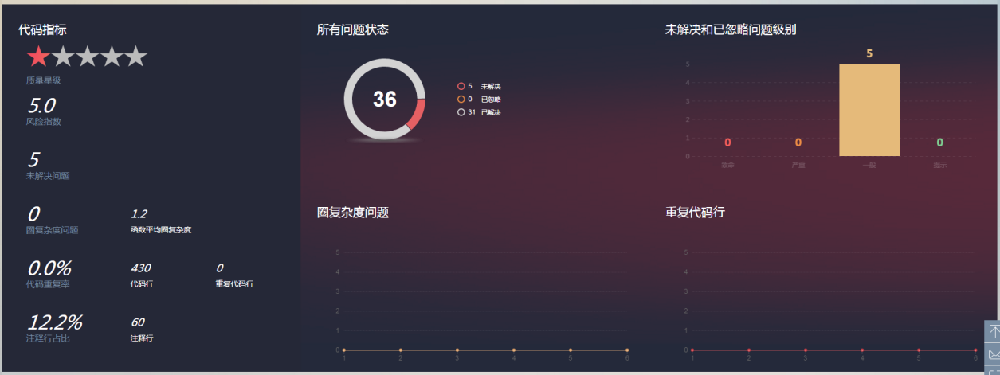 代码指标
质量星级
5.0
风险指数
5
未解决问题
0
圈复杂度问题
1.2
函数平均圈复杂度
0.0%
代码重复率
430
代码行
0
重复代码行
12.2%
注释行占比
60
注释行
所有问题状态
36
5 未解决
0 已忽略
31 已解决
未解决和已忽略问题级别
5
4
3
2
1
0
0
0
5
0
致命
严重
一般
提示
圈复杂度问题
5
4
3
2
1
0
1 2 3 4 5 6
重复代码行
5
4
3
2
1
0
1 2 3 4 5 6